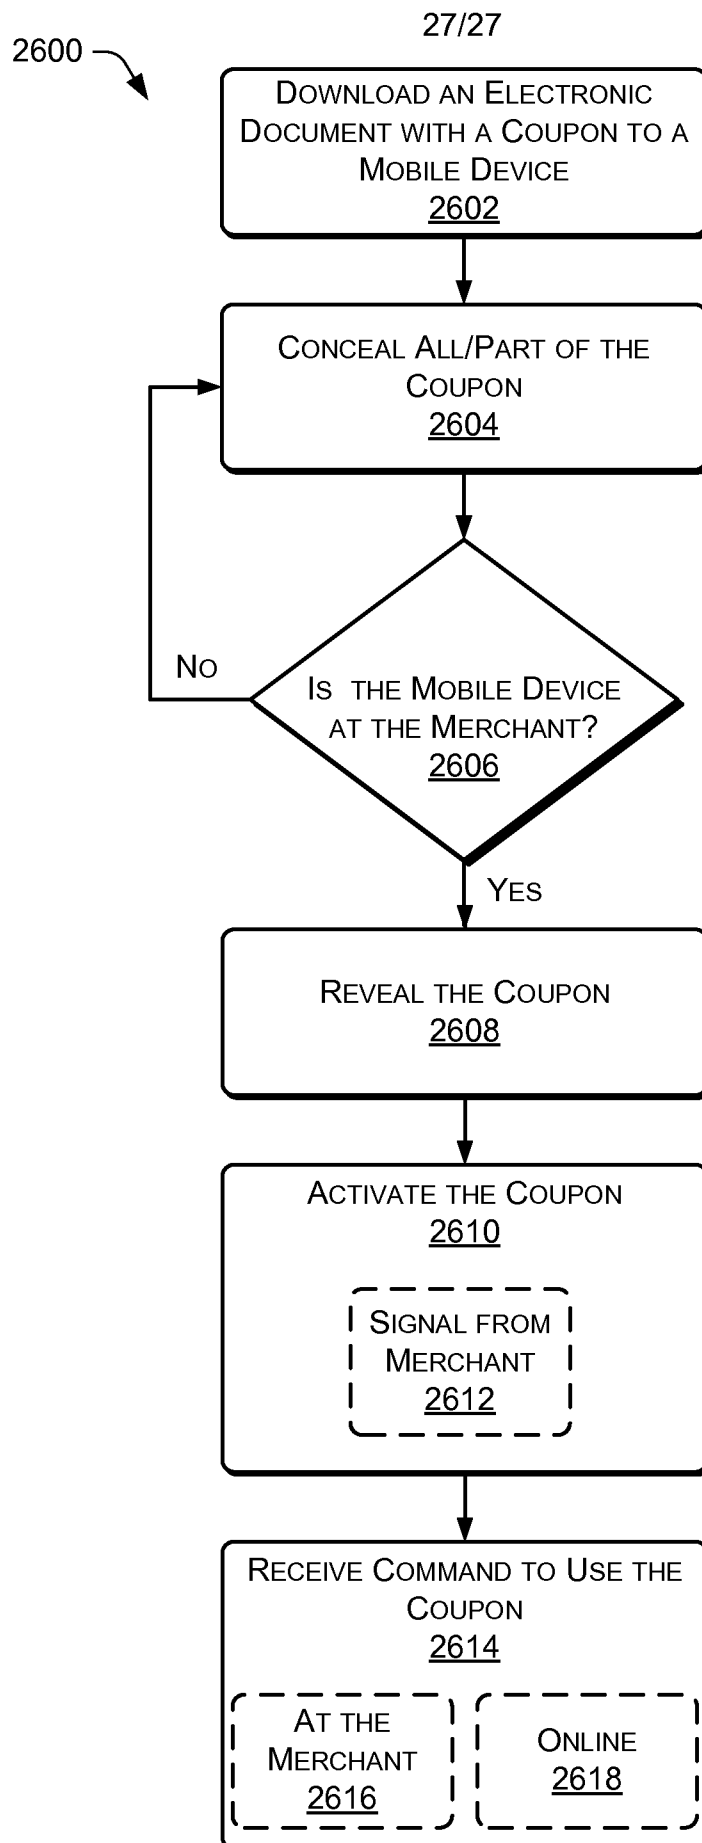 27/27
2600
DOWNLOAD AN ELECTRONIC
DOCUMENT WITH A COUPON TO A
MOBILE DEVICE
2602
CONCEAL ALL/PART OF THE
COUPON
2604
NO
IS THE MOBILE DEVICE
AT THE MERCHANT?
2606
YES
REVEAL THE COUPON
2608
ACTIVATE THE COUPON
2610
SIGNAL FROM
MERCHANT
2612
RECEIVE COMMAND TO USE THE
COUPON
2614
AT THE
MERCHANT
2616
ONLINE
2618